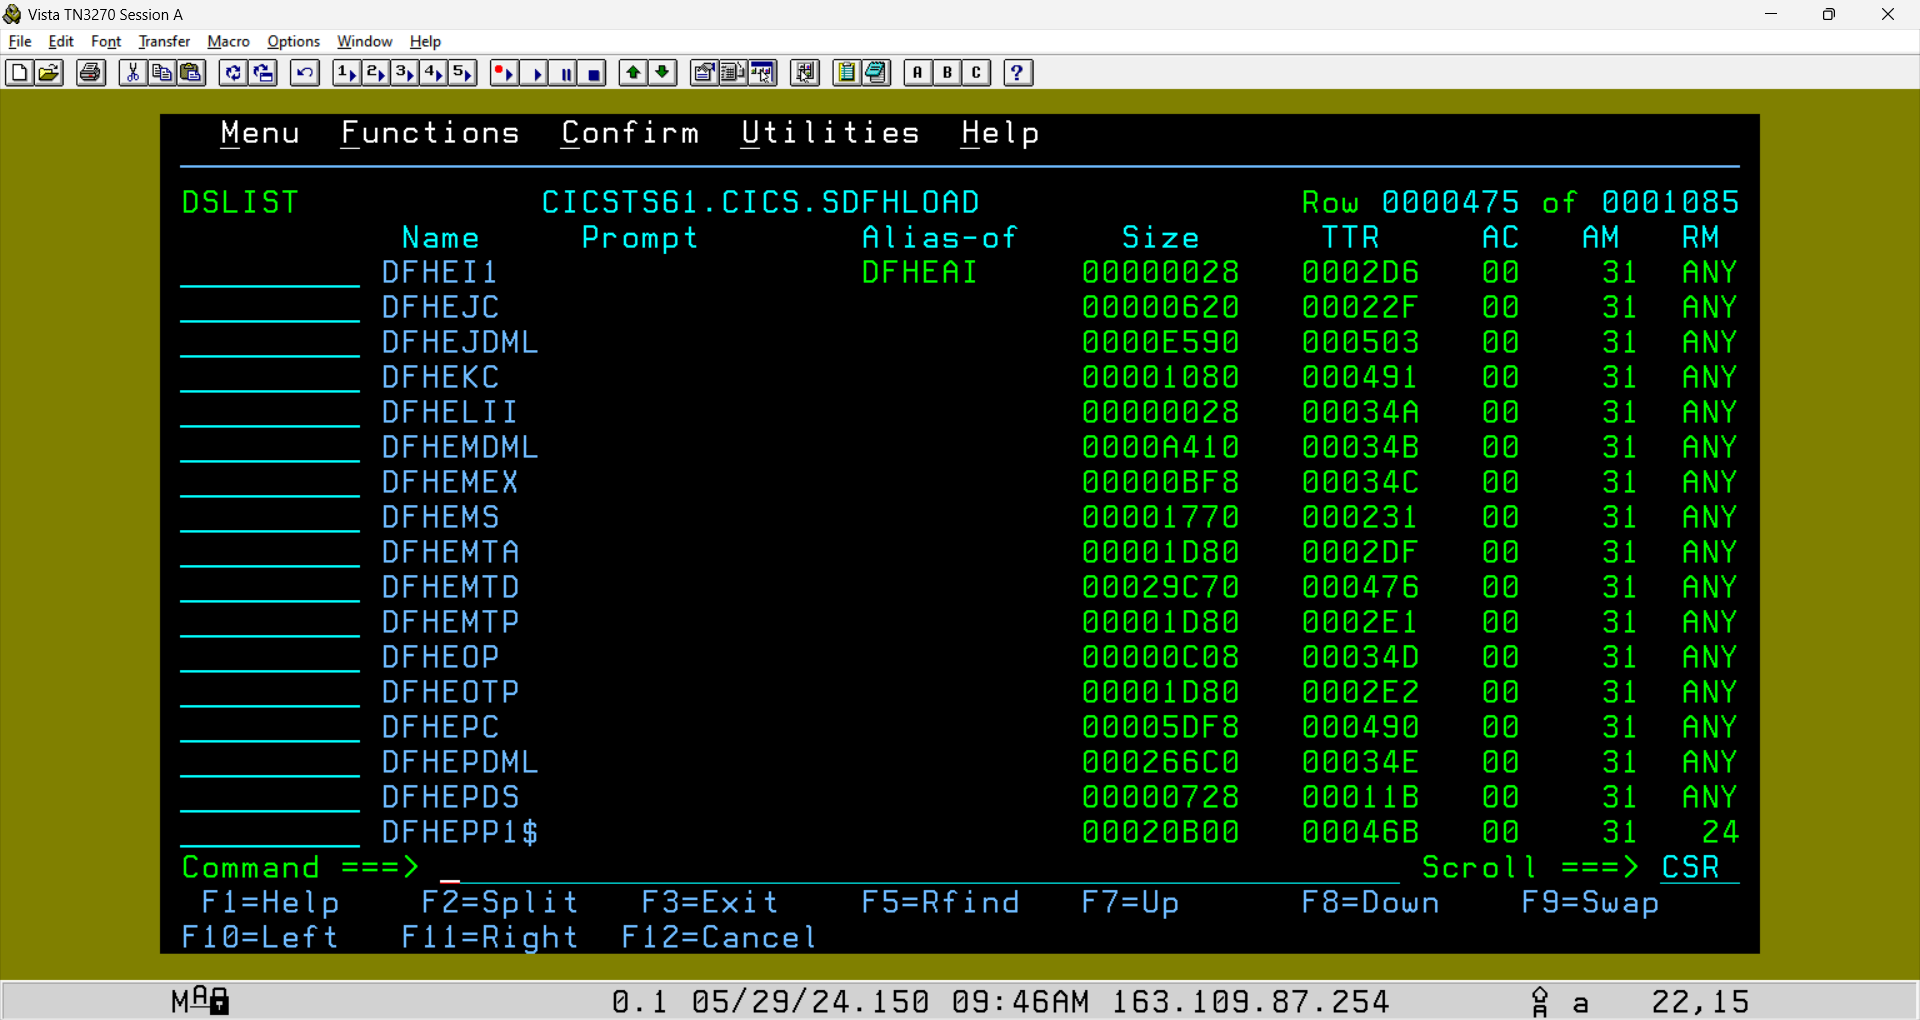 Vista TN3270 Session A
File Edit Font Transfer Macro Options Window Help
1 2 3 4 5 A B C ?
Menu Functions Confirm Utilities Help
DSLIST CICSTS61.CICS.SDFHLOAD Row 0000475 of 0001085
Name Prompt Alias-of Size TTR AC AM RM
DFHEI1 DFHEAI 00000028 0002D6 00 31 ANY
DFHEJC 00000620 00022F 00 31 ANY
DFHEJDML 0000E590 000503 00 31 ANY
DFHEKC 00001080 000491 00 31 ANY
DFHELII 00000028 00034A 00 31 ANY
DFHEMDML 0000A410 00034B 00 31 ANY
DFHEMEX 00000BF8 00034C 00 31 ANY
DFHEMS 00001770 000231 00 31 ANY
DFHEMTA 00001D80 0002DF 00 31 ANY
DFHEMTD 00029C70 000476 00 31 ANY
DFHEMTP 00001D80 0002E1 00 31 ANY
DFHEOP 00000C08 00034D 00 31 ANY
DFHEOTP 00001D80 0002E2 00 31 ANY
DFHEPC 00005DF8 000490 00 31 ANY
DFHEPDML 000266C0 00034E 00 31 ANY
DFHEPDS 00000728 00011B 00 31 ANY
DFHEPP1$ 00020B00 00046B 00 31 24
Command ===> Scroll ===> CSR
F1=Help F2=Split F3=Exit F5=Rfind F7=Up F8=Down F9=Swap
F10=Left F11=Right F12=Cancel
MA 0.1 05/29/24.150 09:46AM 163.109.87.254 A a 22,15